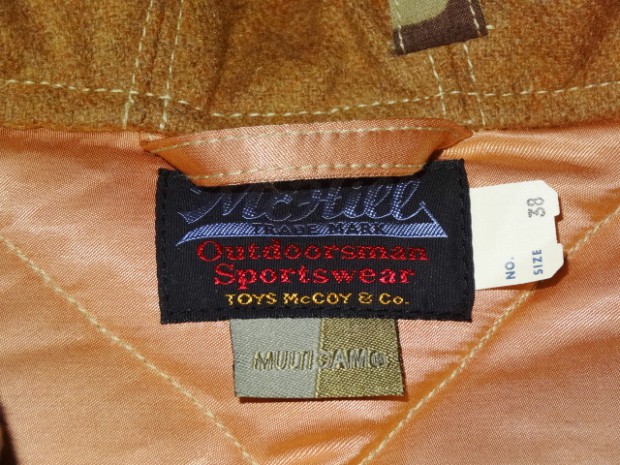 McHill
TRADE MARK
Outdoorsman
Sportswear
TOYS McCOY & Co.
MULTI CAMO
NO.
SIZE 38